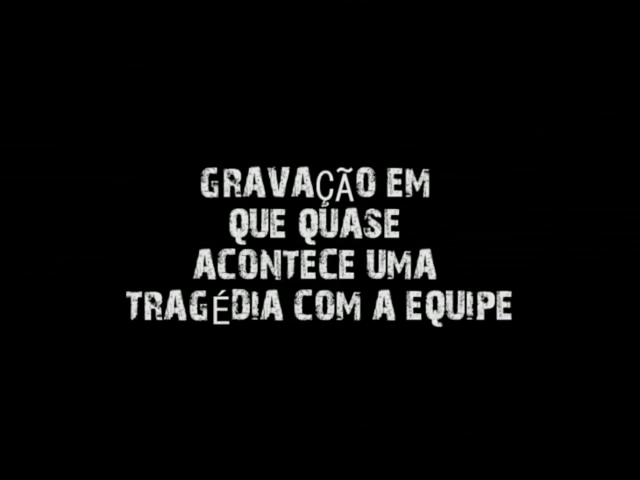 GRAVAÇÃO EM
QUE QUASE
ACONTECE UMA
TRAGÉDIA COM A EQUIPE